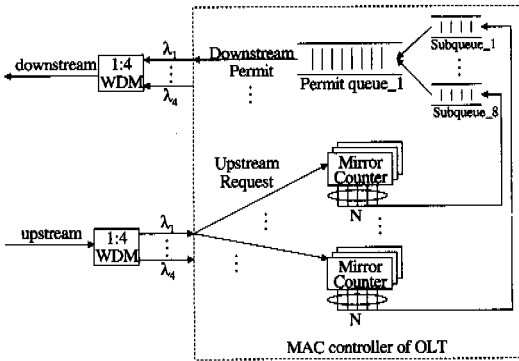 downstream
1:4
WDM
λ1
λ4
Downstream
Permit
Permit queue_1
Subqueue_1
Subqueue_8
Upstream
Request
Mirror
Counter
N
upstream
1:4
WDM
λ1
λ4
Mirror
Counter
N
MAC controller of OLT